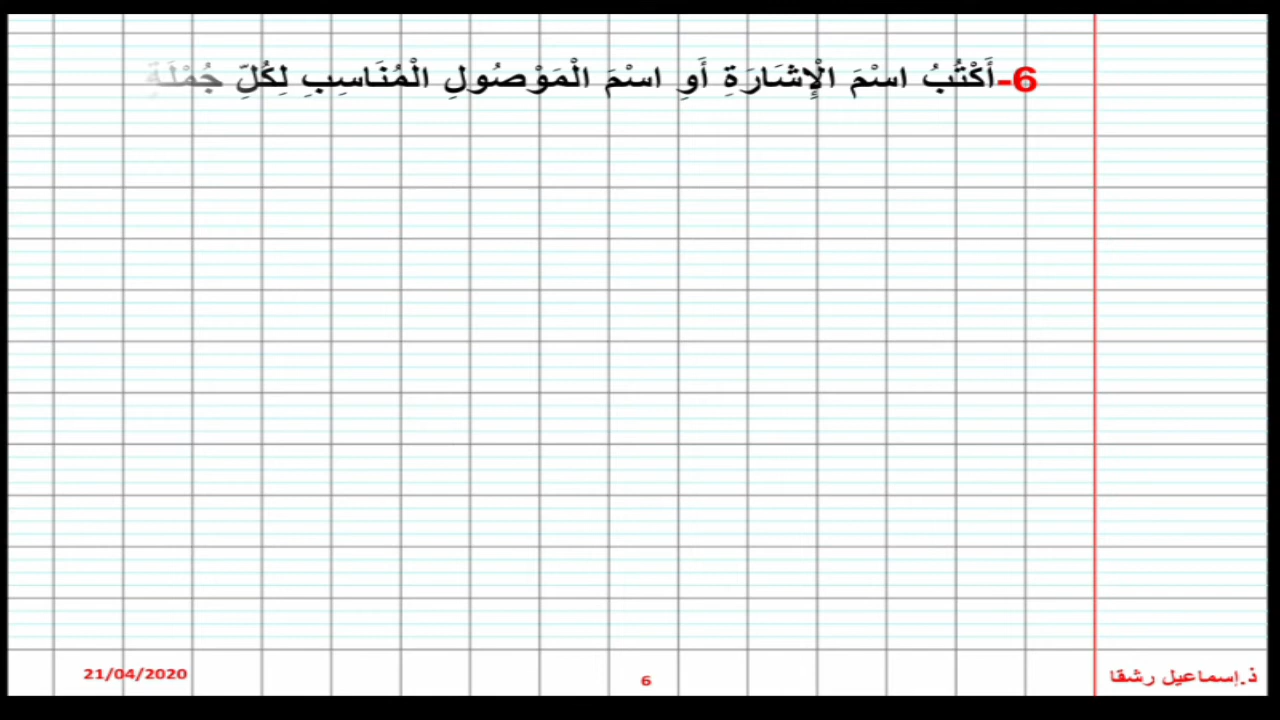 6-أَكْتُبُ اسْمَ الْإِشَارَةِ أَوِ اسْمَ الْمَوْصُولِ الْمُنَاسِبِ لِكُلِّ جُمْلَةٍ
21/04/2020
6
ذ.إسماعيل رشقا